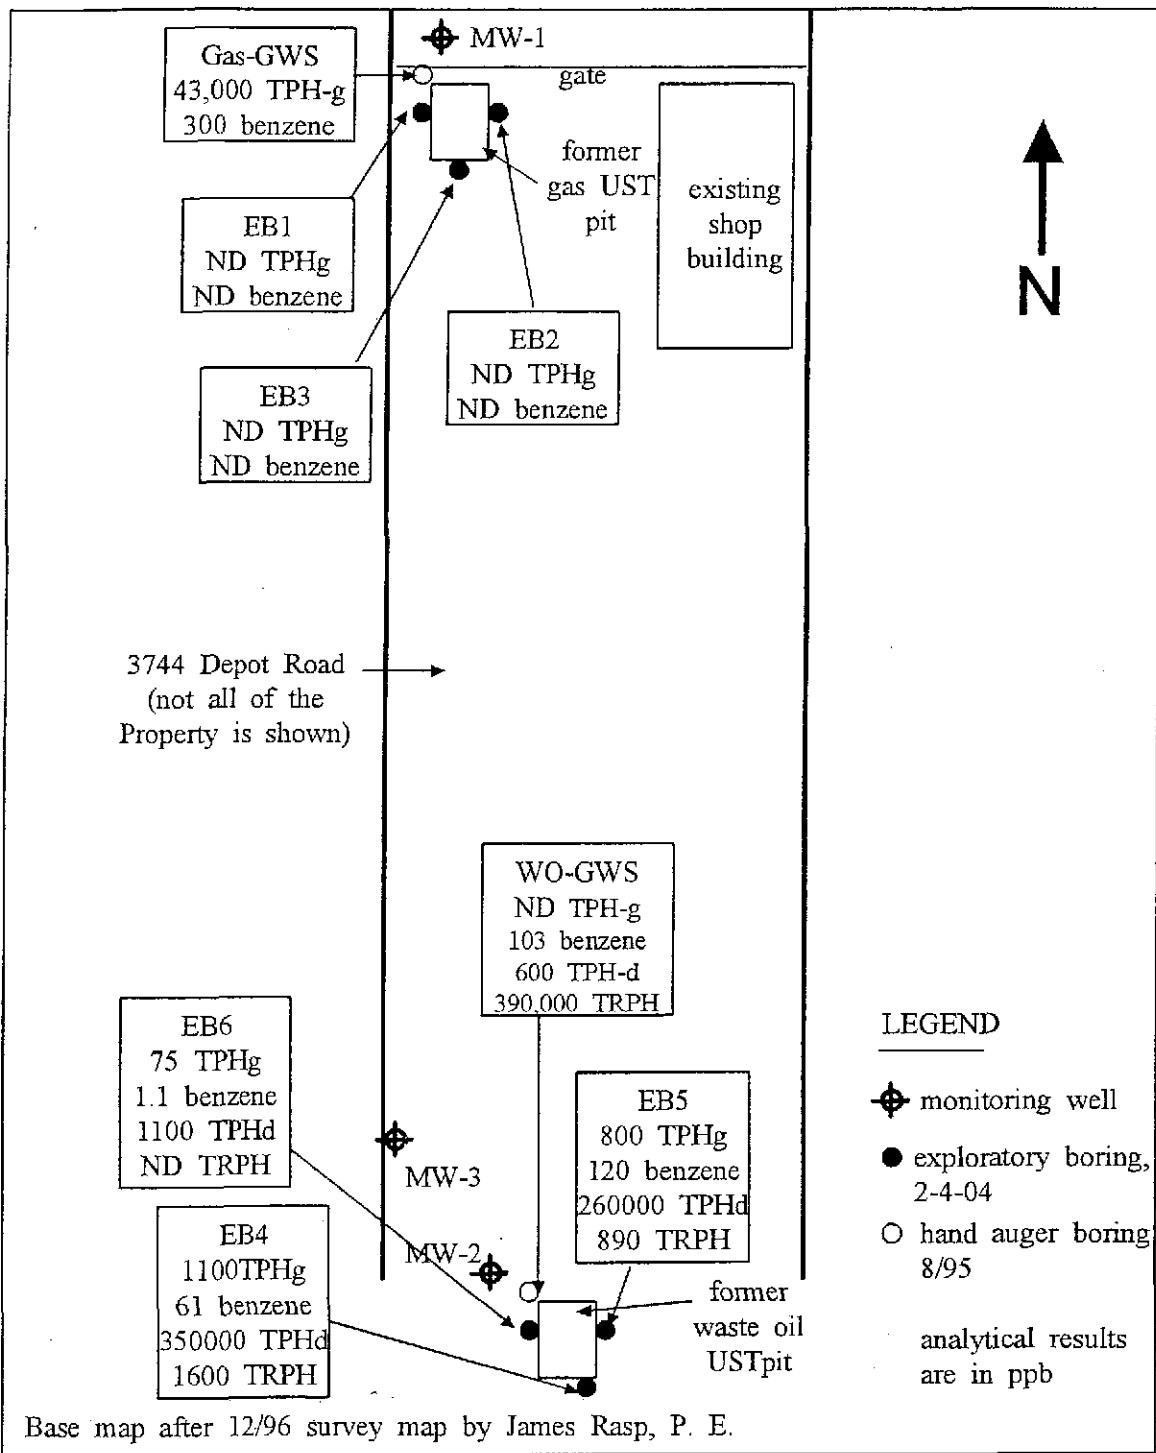 MW-1
Gas-GWS
43,000 TPH-g
300 benzene
gate
former
gas UST
pit
existing
shop
building
N
EB1
ND TPHg
ND benzene
EB2
ND TPHg
ND benzene
EB3
ND TPHg
ND benzene
3744 Depot Road
(not all of the
Property is shown)
WO-GWS
ND TPH-g
103 benzene
600 TPH-d
390,000 TRPH
EB6
75 TPHg
1.1 benzene
1100 TPHd
ND TRPH
EB5
800 TPHg
120 benzene
260000 TPHd
890 TRPH
MW-3
MW-2
EB4
1100TPHg
61 benzene
350000 TPHd
1600 TRPH
former
waste oil
USTpit
LEGEND
monitoring well
exploratory boring,
2-4-04
hand auger boring
8/95
analytical results
are in ppb
Base map after 12/96 survey map by James Rasp, P. E.